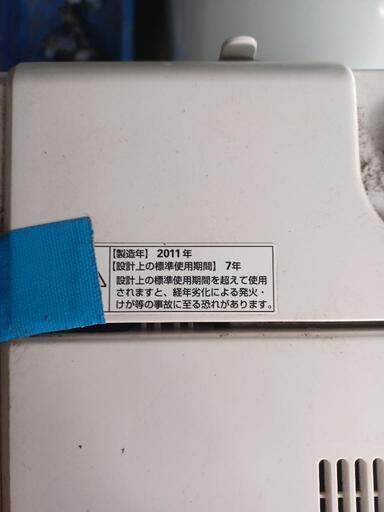 【製造年】 2011年
【設計上の標準使用期間】 7年
設計上の標準使用期間を超えて使用
されますと、経年劣化による発火・
けが等の事故に至る恐れがあります。